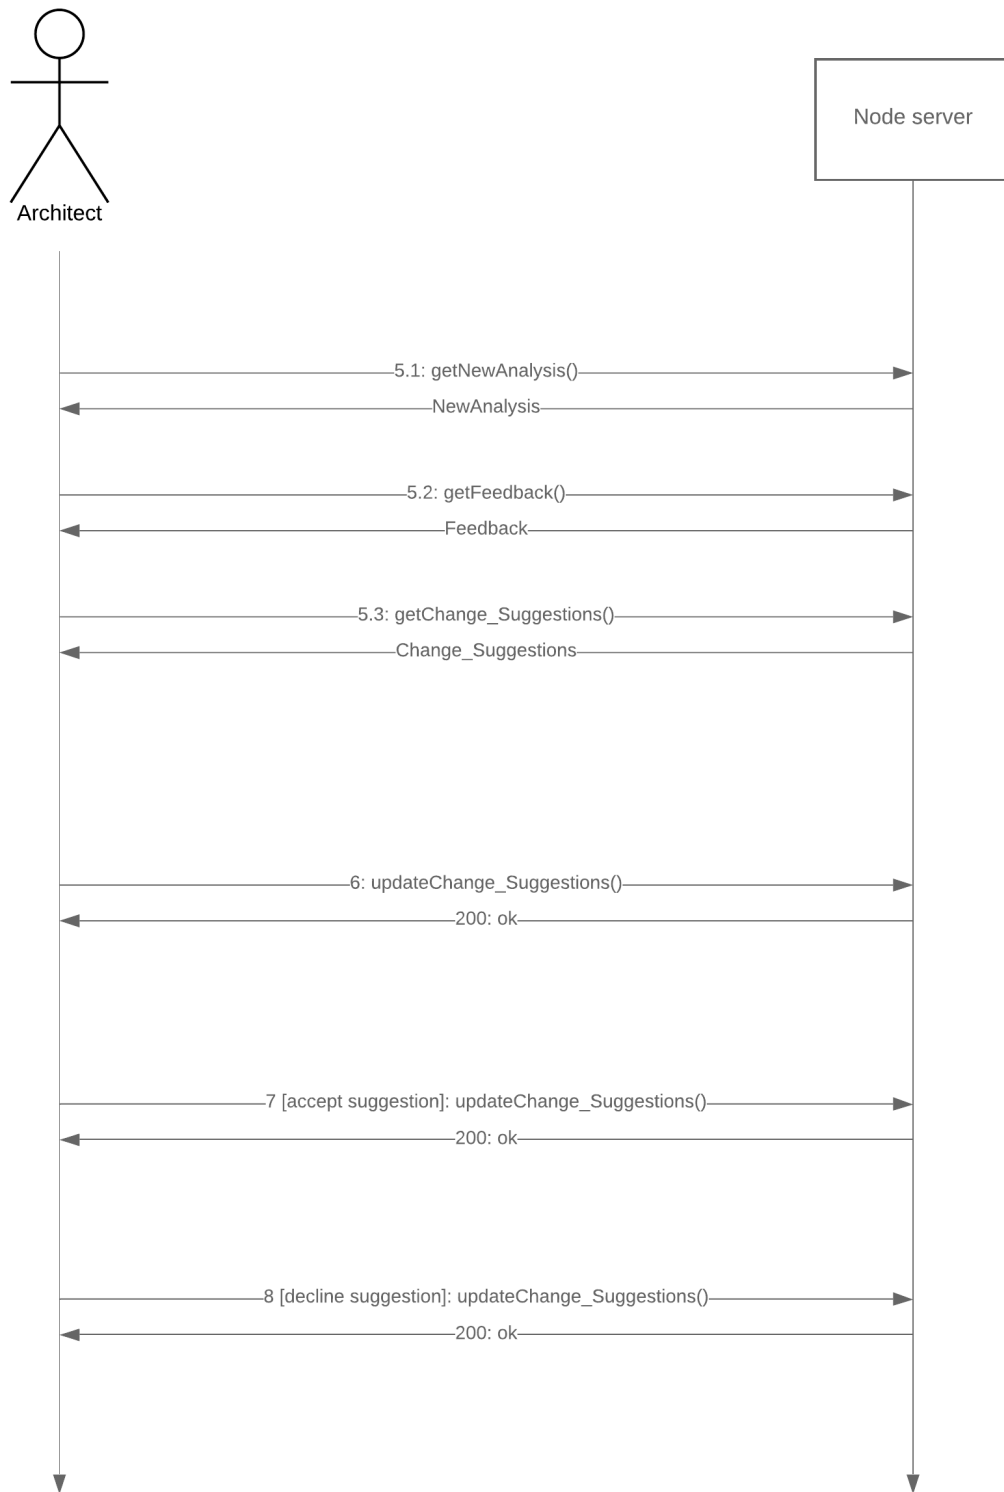 Node server
Architect
5.1: getNewAnalysis()
NewAnalysis
5.2: getFeedback()
Feedback
5.3: getChange_Suggestions()
Change_Suggestions
6: updateChange_Suggestions()
200: ok
7 [accept suggestion]: updateChange_Suggestions()
200: ok
8 [decline suggestion]: updateChange_Suggestions()
200: ok